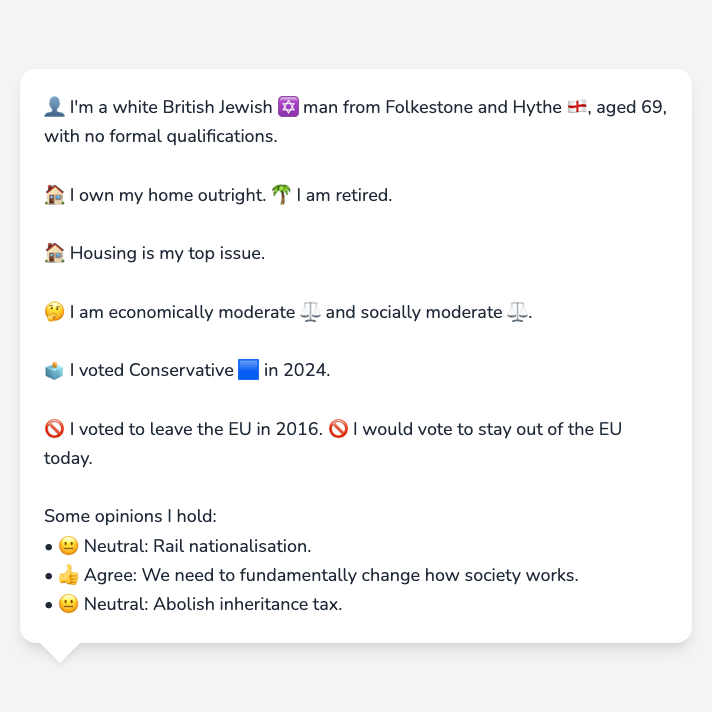 👤 I'm a white British Jewish ✡️ man from Folkestone and Hythe 🏴󠁧󠁢󠁥󠁮󠁧󠁿, aged 69,
with no formal qualifications.
🏠 I own my home outright. 🌴 I am retired.
🏠 Housing is my top issue.
🤔 I am economically moderate ⚖️ and socially moderate ⚖️.
🗳️ I voted Conservative 🟦 in 2024.
🚫 I voted to leave the EU in 2016. 🚫 I would vote to stay out of the EU
today.
Some opinions I hold:
• 😐 Neutral: Rail nationalisation.
• 👍 Agree: We need to fundamentally change how society works.
• 😐 Neutral: Abolish inheritance tax.